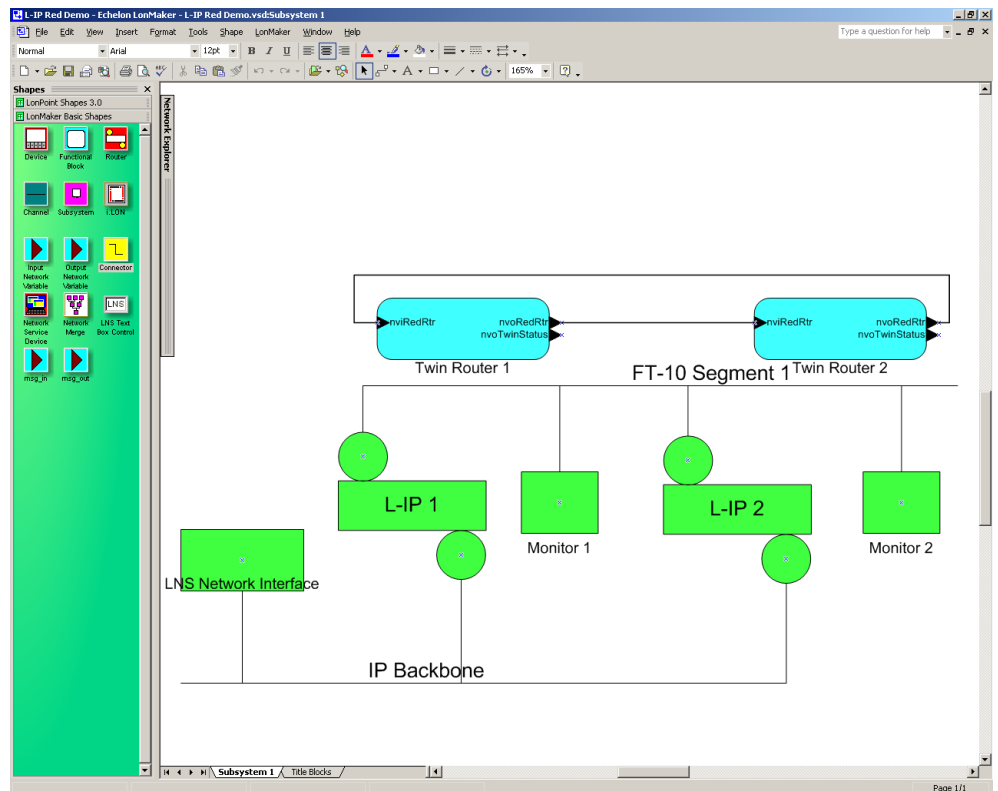 L-IP Red Demo - Echelon LonMaker - L-IP Red Demo.vsd:Subsystem 1
File Edit View Insert Format Tools Shape LonMaker Window Help Type a question for help
Normal Arial 12pt B I U A
A 165%
Shapes
LonPoint Shapes 3.0
LonMaker Basic Shapes
Device Functional Block Router
Channel Subsystem i.LON
Input Network Variable Output Network Variable Connector
LNS
Network Service Device Network Merge LNS Text Box Control
msg_in msg_out
Network Explorer
nviRedRtr nvoRedRtr nviRedRtr nvoRedRtr
nvoTwinStatus nvoTwinStatus
Twin Router 1 Twin Router 2
FT-10 Segment 1
L-IP 1 L-IP 2
Monitor 1 Monitor 2
LNS Network Interface
IP Backbone
Subsystem 1 Title Blocks
Page 1/1